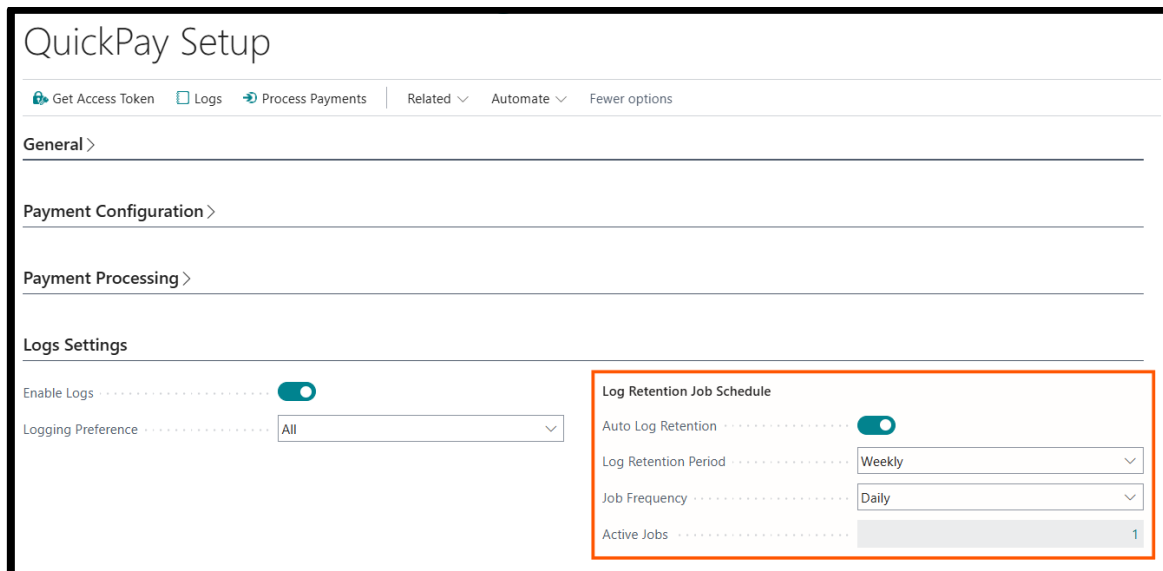 QuickPay Setup
Get Access Token Logs Process Payments Related Automate Fewer options
General
Payment Configuration
Payment Processing
Logs Settings
Enable Logs
Logging Preference All
Log Retention Job Schedule
Auto Log Retention
Log Retention Period Weekly
Job Frequency Daily
Active Jobs 1